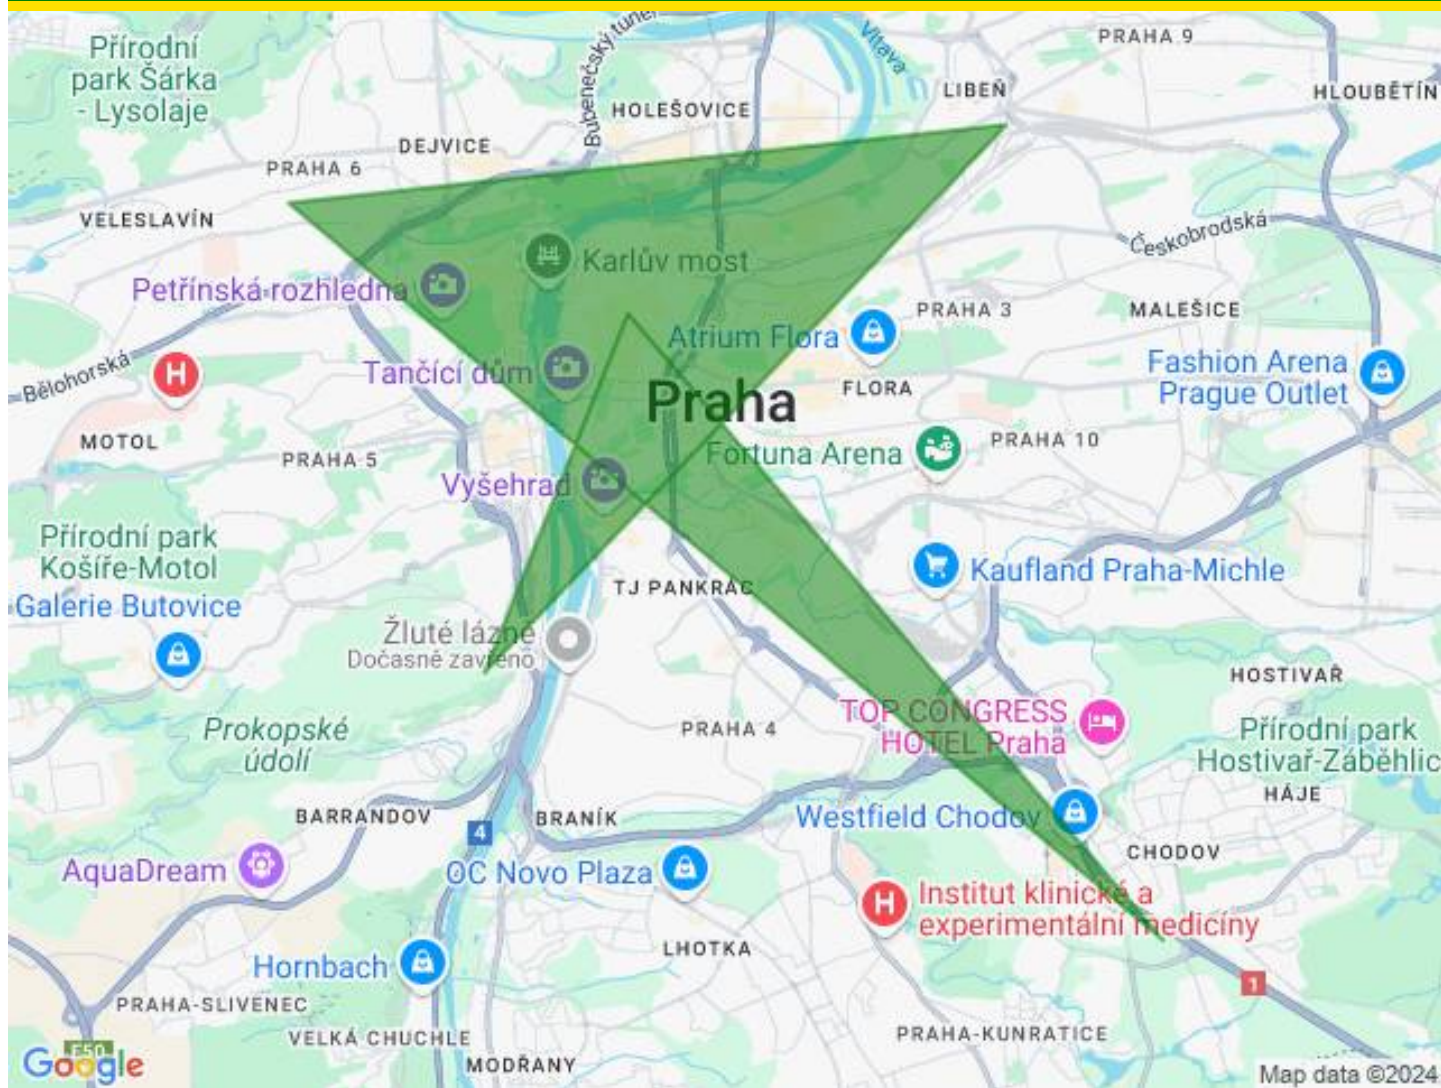 Přírodní
park Šárka
- Lysolaje
Bubenečský tunel
Vltava
PRAHA 9
LIBEŇ
HLOUBĚTÍN
HOLEŠOVICE
DEJVICE
PRAHA 6
VELESLAVÍN
Českobrodská
Karlův most
Petřínská rozhledna
PRAHA 3
MALEŠICE
Atrium Flora
Bělohorská
Tančící dům
Fashion Arena
Prague Outlet
FLORA
Praha
MOTOL
PRAHA 5
PRAHA 10
Fortuna Arena
Vyšehrad
Přírodní park
Košíře-Motol
Galerie Butovice
TJ PANKRÁC
Kaufland Praha-Michle
Žluté lázně
Dočasně zavřeno
HOSTIVAŘ
Prokopské
údolí
PRAHA 4
TOP CONGRESS
HOTEL Praha
Přírodní park
Hostivař-Záběhlic
HÁJE
BARRANDOV
4
BRANÍK
Westfield Chodov
CHODOV
AquaDream
OC Novo Plaza
H
H
Institut klinické a
experimentální medicíny
LHOTKA
Hornbach
1
PRAHA-SLIVENEC
VELKÁ CHUCHLE
PRAHA-KUNRATICE
E50
Google
MODŘANY
Map data ©2024